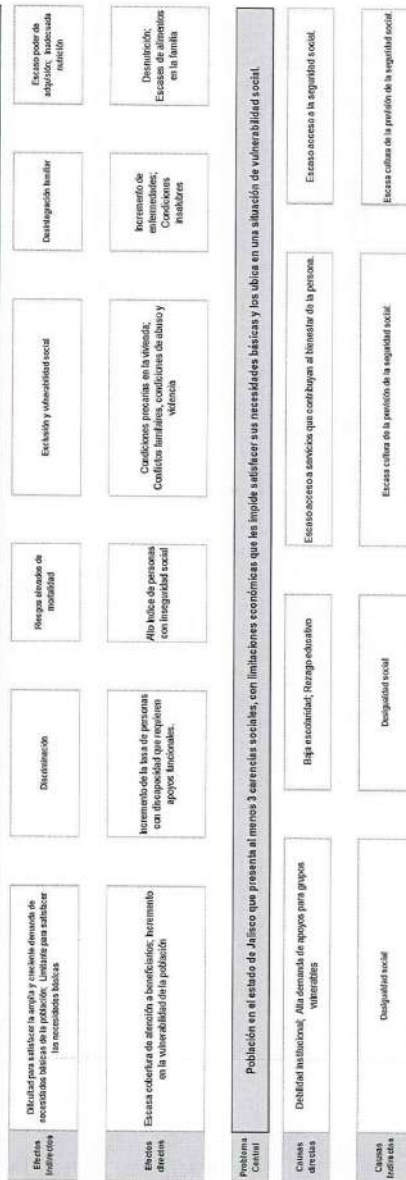 Efectos
Indirectos
Dificultad para satisfacer la amplia y creciente demanda de
necesidades básicas de la población; Limitante para satisfacer
las necesidades básicas
Discriminación
Riesgos elevados de
mortalidad
Exclusión y vulnerabilidad social
Desintegración familiar
Escaso poder de
adquisión; Inadecuada
nutrición
Efectos
directos
Escasa cobertura de atención a beneficiarios; Incremento
en la vulnerabilidad de la población
Incremento de la tasa de personas
con discapacidad que requieren
apoyos funcionales.
Alto índice de personas
con inseguridad social
Condiciones precarias en la vivienda;
Conflictos familiares, condiciones de abuso y
violencia
Incremento de
enfermedades;
Condiciones
insalubres
Desnutrición;
Escases de alimentos
en la familia
Problema
Central
Población en el estado de Jalisco que presenta al menos 3 carencias sociales, con limitaciones económicas que les impide satisfacer sus necesidades básicas y los ubica en una situación de vulnerabilidad social.
Causas
directas
Debilidad institucional; Alta demanda de apoyos para grupos
vulnerables
Baja escolaridad; Rezago educativo
Escaso acceso a servicios que contribuyan al bienestar de la persona.
Escaso acceso a la seguridad social.
Causas
Indirectas
Desigualdad social
Desigualdad social
Escasa cultura de la previsión de la seguridad social.
Escasa cultura de la previsión de la seguridad social.